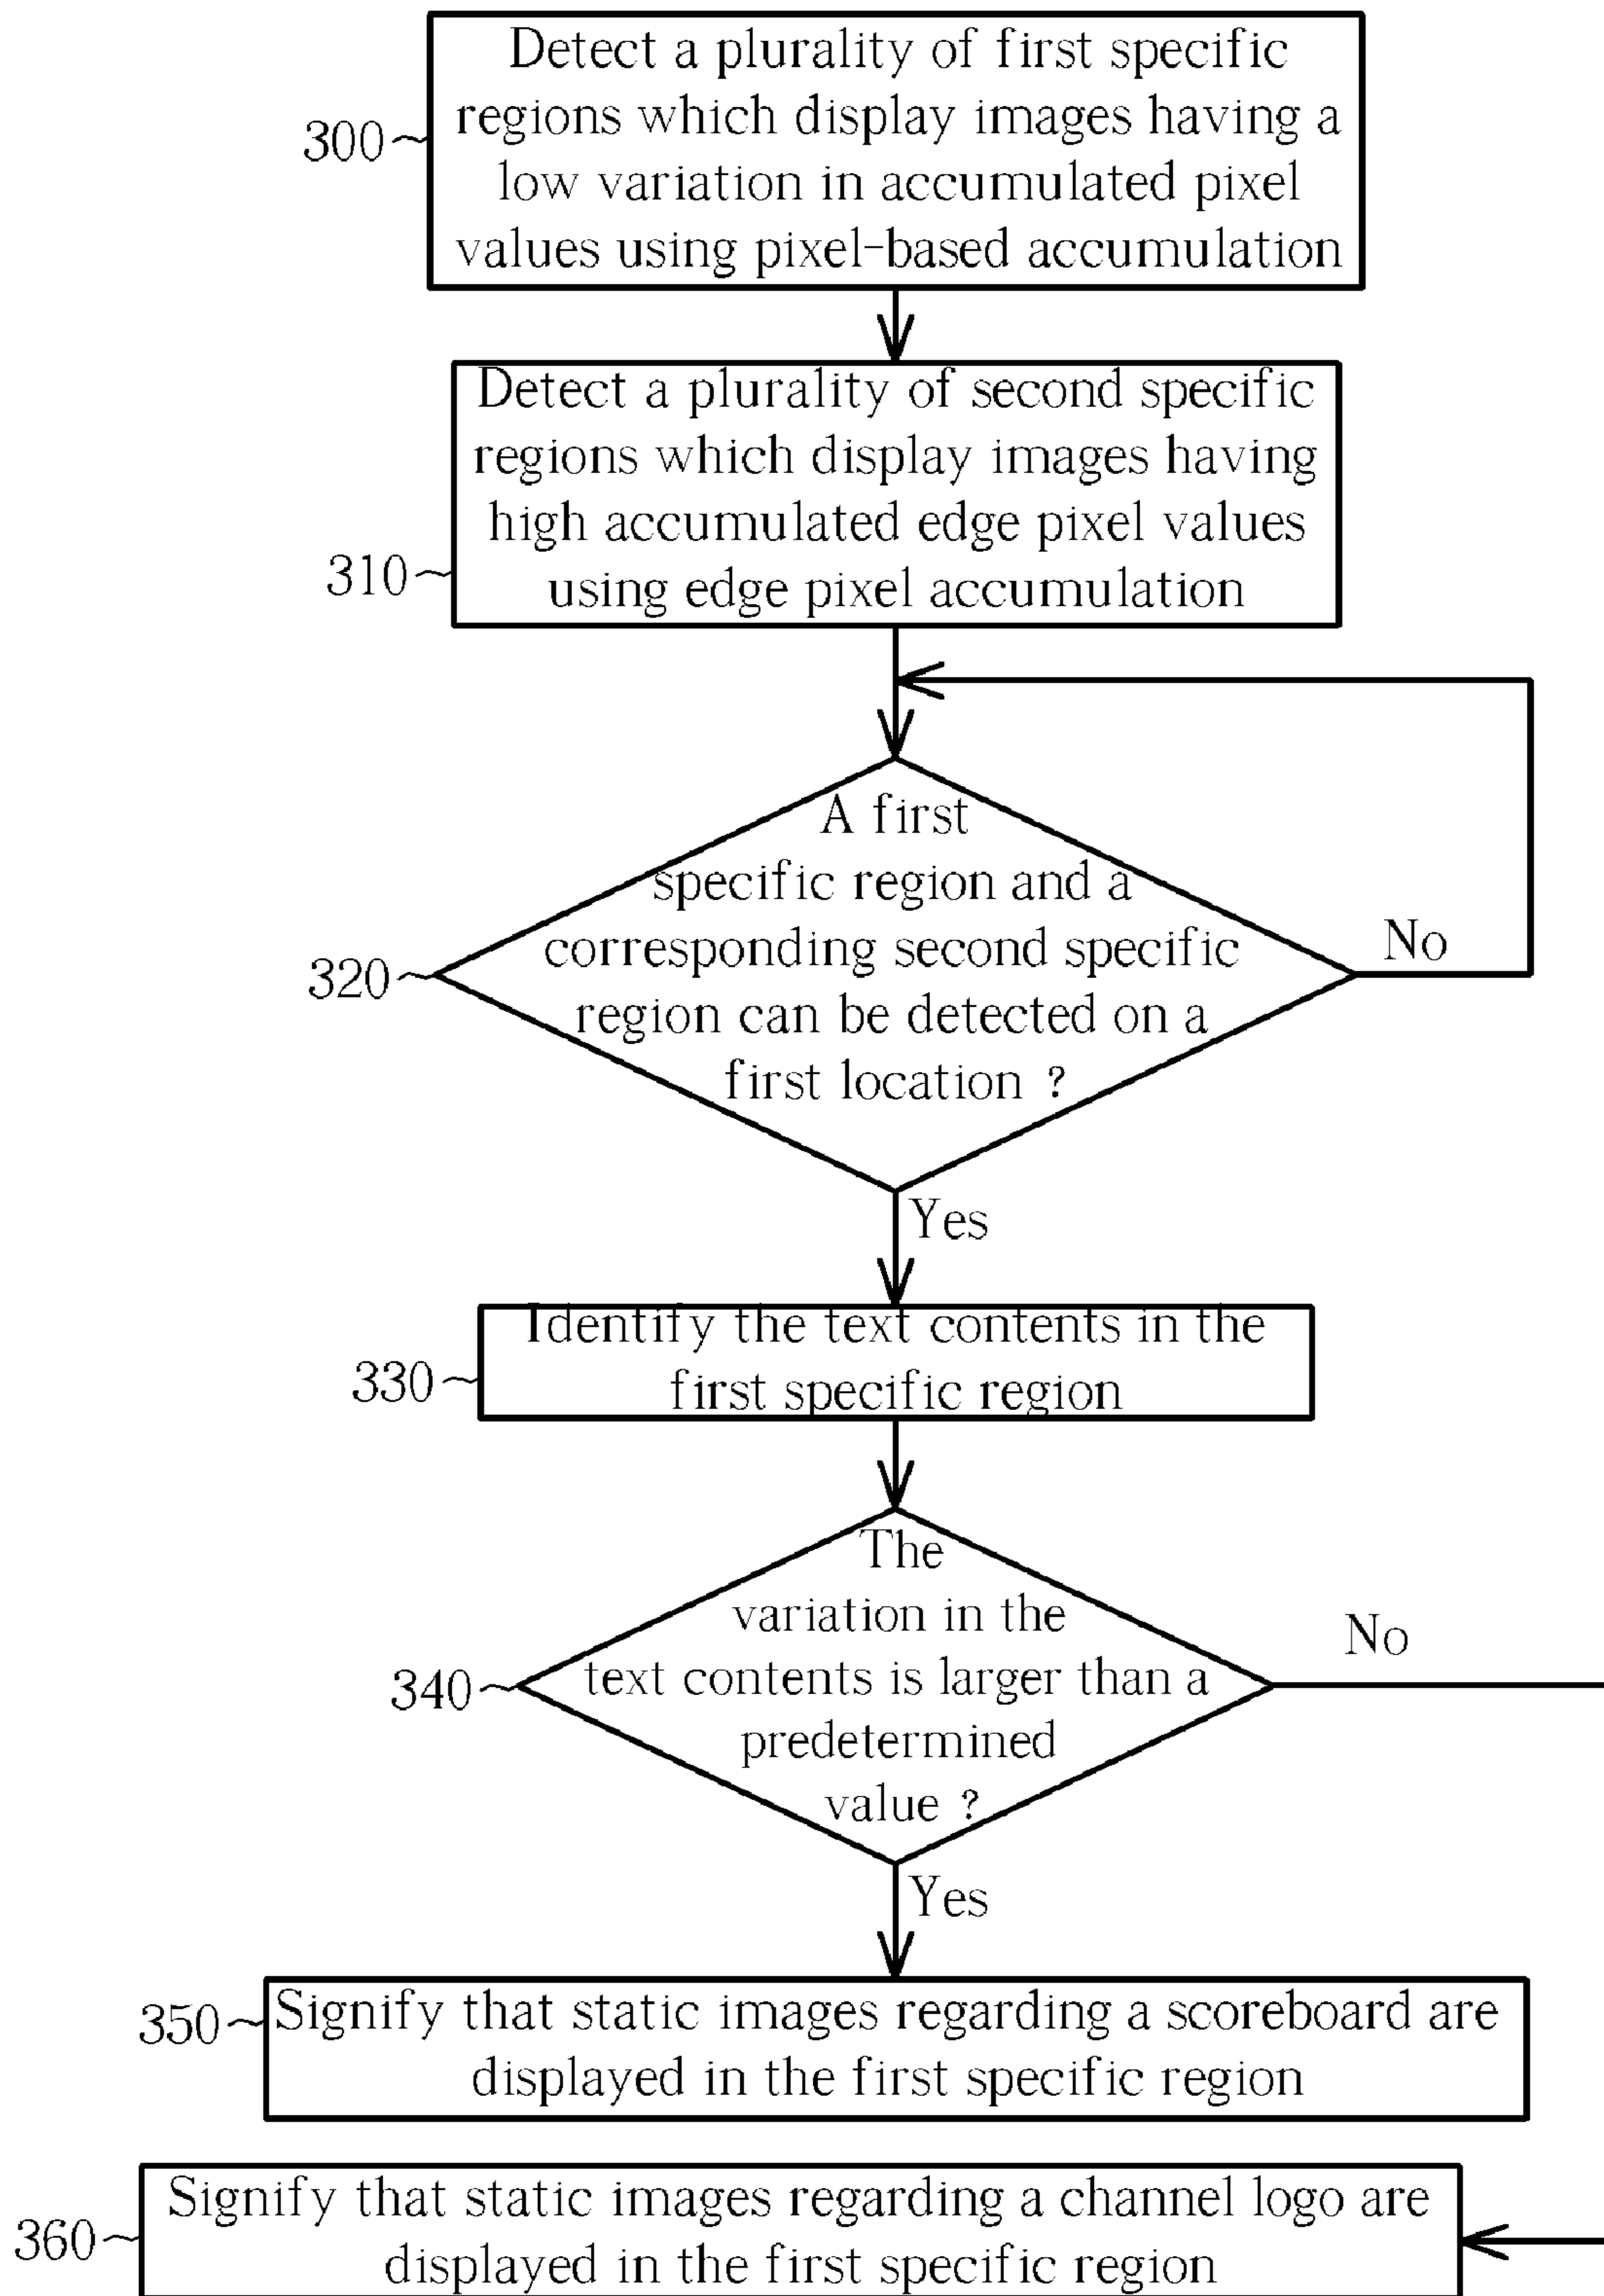 Detect a plurality of first specific
regions which display images having a
300
low variation in accumulated pixel
values using pixel-based accumulation
Detect a plurality of second specific
regions which display images having
high accumulated edge pixel values
310
using edge pixel accumulation
A first
specific region and a
corresponding second specific
No
320
region can be detected on a
first location ?
Yes
Identify the text contents in the
330
first specific region
The
variation in the
No
text contents is larger than a
340
predetermined
value ?
Yes
350
Signify that static images regarding a scoreboard are
displayed in the first specific region
Signify that static images regarding a channel logo are
360
displayed in the first specific region